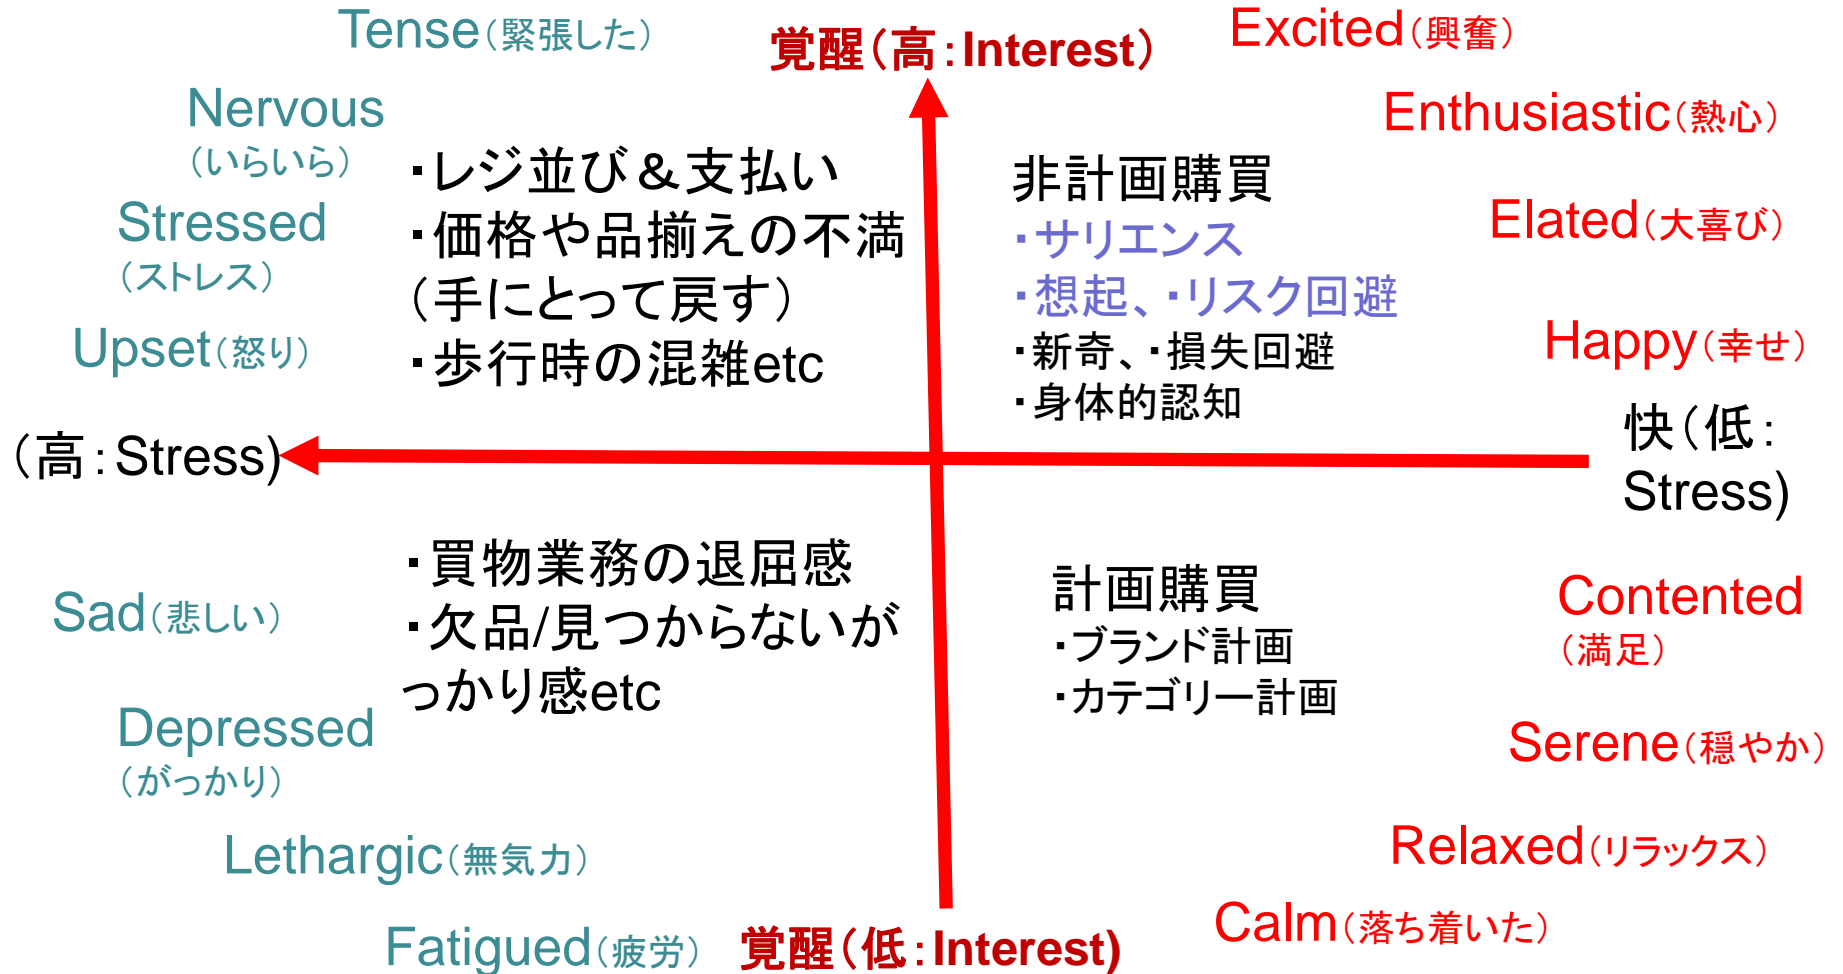 Tense（緊張した）
覚醒（高：Interest）
Excited（興奮）
Nervous
（いらいら）
Enthusiastic（熱心）
・レジ並び＆支払い
・価格や品揃えの不満
（手にとって戻す）
・歩行時の混雑etc
非計画購買
・サリエンス
・想起、・リスク回避
・新奇、・損失回避
・身体的認知
Stressed
（ストレス）
Elated（大喜び）
Upset（怒り）
Happy（幸せ）
（高：Stress)
快（低：
Stress)
・買物業務の退屈感
・欠品/見つからないが
っかり感etc
計画購買
・ブランド計画
・カテゴリー計画
Sad（悲しい）
Contented
（満足）
Depressed
（がっかり）
Serene（穏やか）
Lethargic（無気力）
Relaxed（リラックス）
Fatigued（疲労）
覚醒（低：Interest)
Calm（落ち着いた）